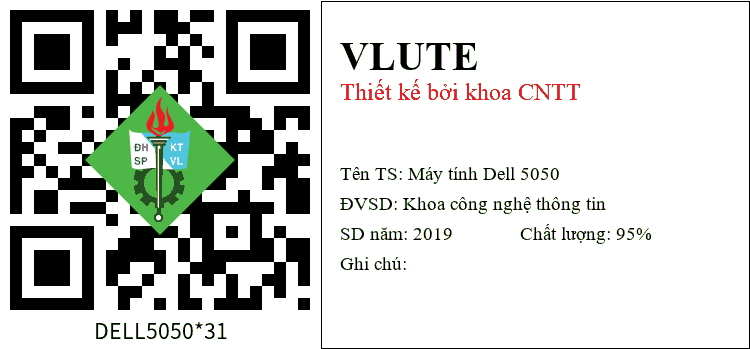 ĐH KT
SP VL
DELL5050*31
VLUTE
Thiết kế bởi khoa CNTT
Tên TS: Máy tính Dell 5050
ĐVSD: Khoa công nghệ thông tin
SD năm: 2019 Chất lượng: 95%
Ghi chú: